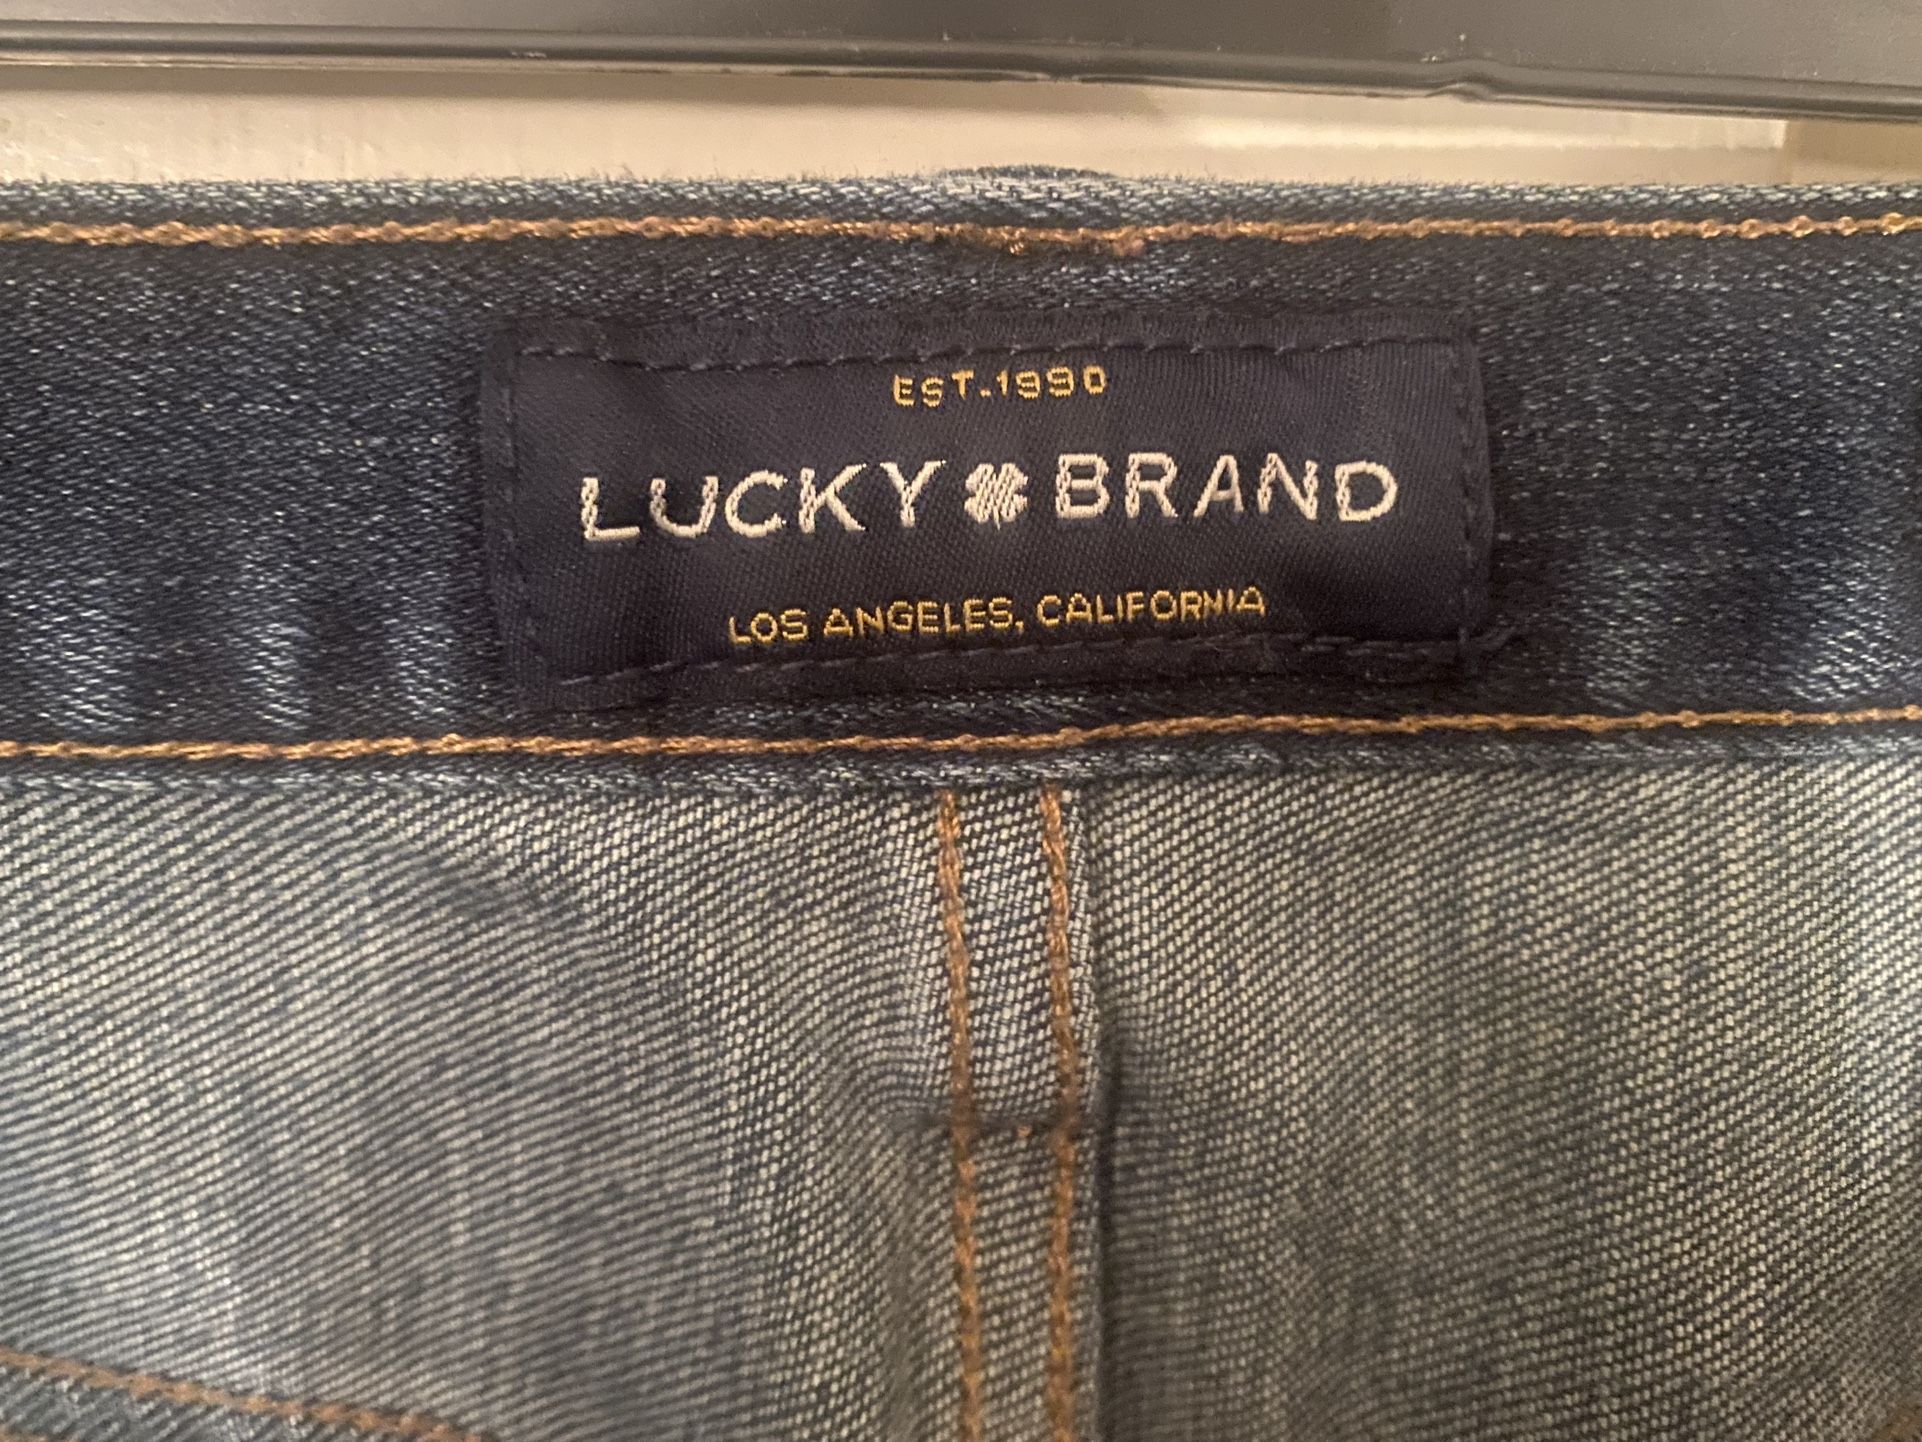 EST.1990
LUCKY BRAND
LOS ANGELES, CALIFORNIA